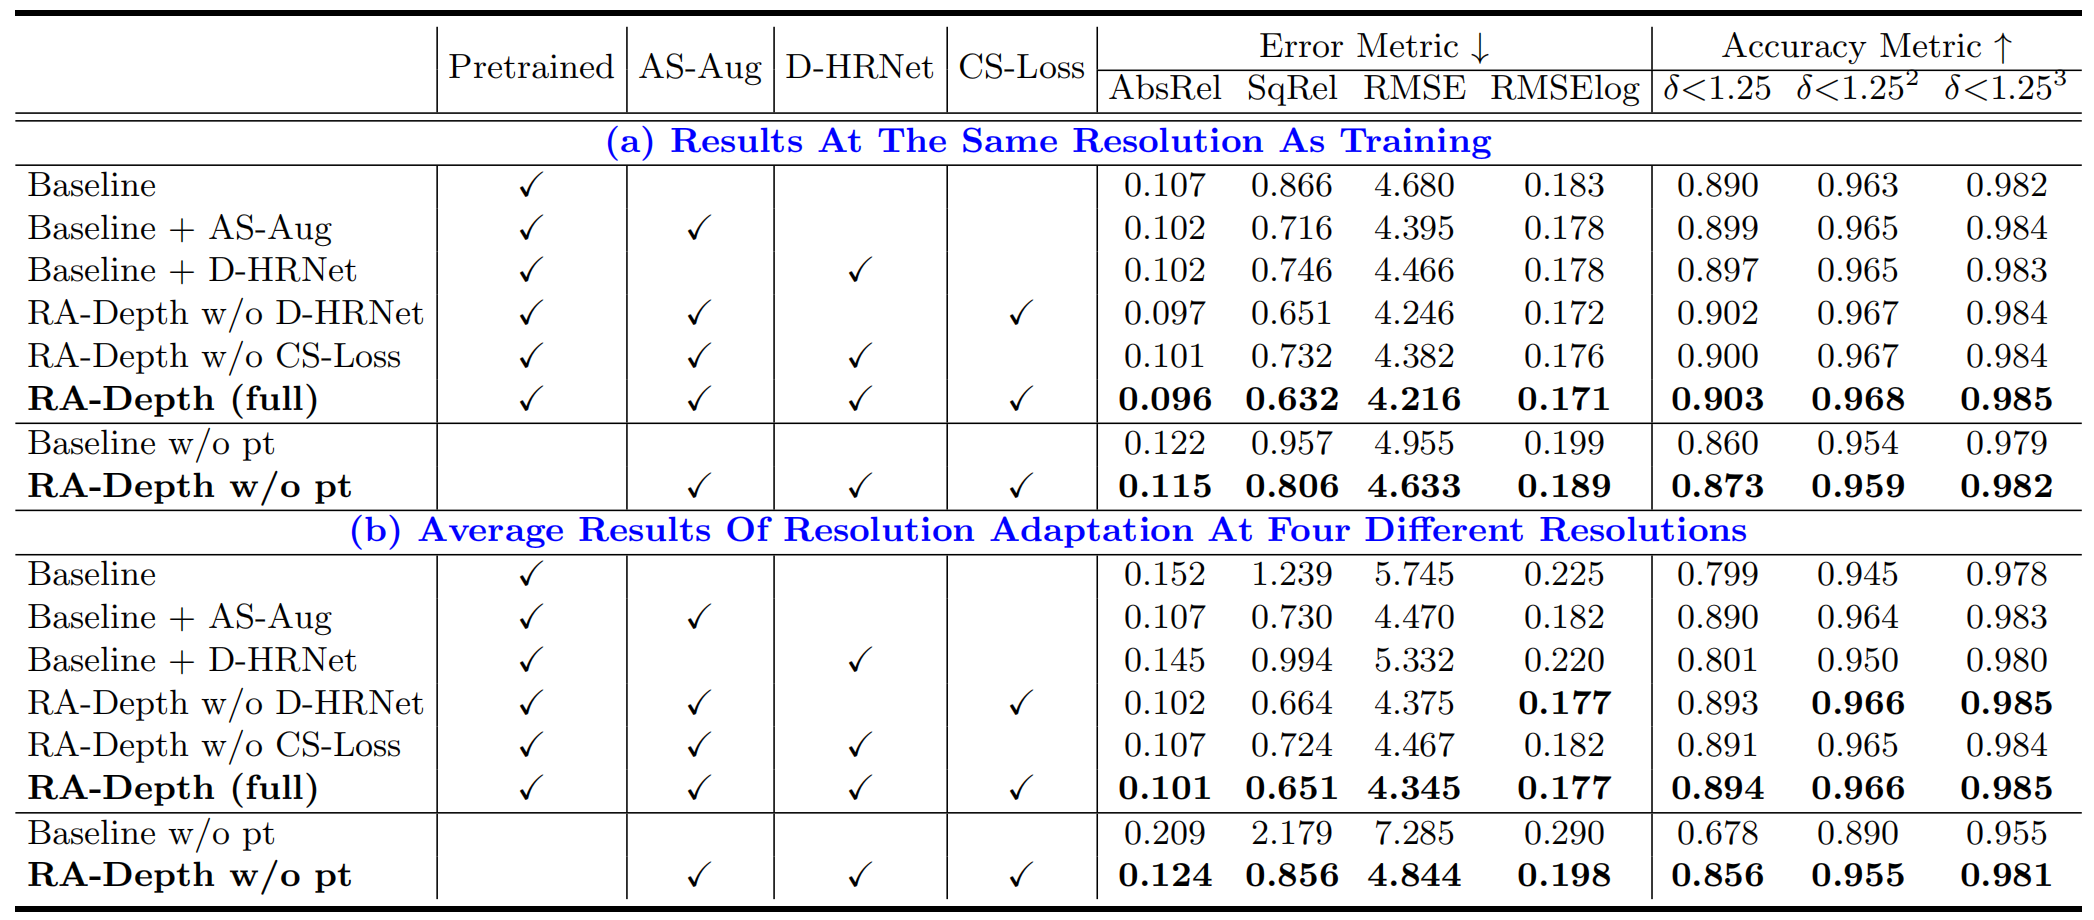 Pretrained AS-Aug D-HRNet CS-Loss Error Metric ↓ Accuracy Metric ↑
AbsRel SqRel RMSE RMSElog δ<1.25 δ<1.25² δ<1.25³
(a) Results At The Same Resolution As Training
Baseline ✓ 0.107 0.866 4.680 0.183 0.890 0.963 0.982
Baseline + AS-Aug ✓ ✓ 0.102 0.716 4.395 0.178 0.899 0.965 0.984
Baseline + D-HRNet ✓ ✓ 0.102 0.746 4.466 0.178 0.897 0.965 0.983
RA-Depth w/o D-HRNet ✓ ✓ ✓ 0.097 0.651 4.246 0.172 0.902 0.967 0.984
RA-Depth w/o CS-Loss ✓ ✓ ✓ 0.101 0.732 4.382 0.176 0.900 0.967 0.984
RA-Depth (full) ✓ ✓ ✓ ✓ 0.096 0.632 4.216 0.171 0.903 0.968 0.985
Baseline w/o pt 0.122 0.957 4.955 0.199 0.860 0.954 0.979
RA-Depth w/o pt ✓ ✓ ✓ 0.115 0.806 4.633 0.189 0.873 0.959 0.982
(b) Average Results Of Resolution Adaptation At Four Different Resolutions
Baseline ✓ 0.152 1.239 5.745 0.225 0.799 0.945 0.978
Baseline + AS-Aug ✓ ✓ 0.107 0.730 4.470 0.182 0.890 0.964 0.983
Baseline + D-HRNet ✓ ✓ 0.145 0.994 5.332 0.220 0.801 0.950 0.980
RA-Depth w/o D-HRNet ✓ ✓ ✓ 0.102 0.664 4.375 0.177 0.893 0.966 0.985
RA-Depth w/o CS-Loss ✓ ✓ ✓ 0.107 0.724 4.467 0.182 0.891 0.965 0.984
RA-Depth (full) ✓ ✓ ✓ ✓ 0.101 0.651 4.345 0.177 0.894 0.966 0.985
Baseline w/o pt 0.209 2.179 7.285 0.290 0.678 0.890 0.955
RA-Depth w/o pt ✓ ✓ ✓ 0.124 0.856 4.844 0.198 0.856 0.955 0.981